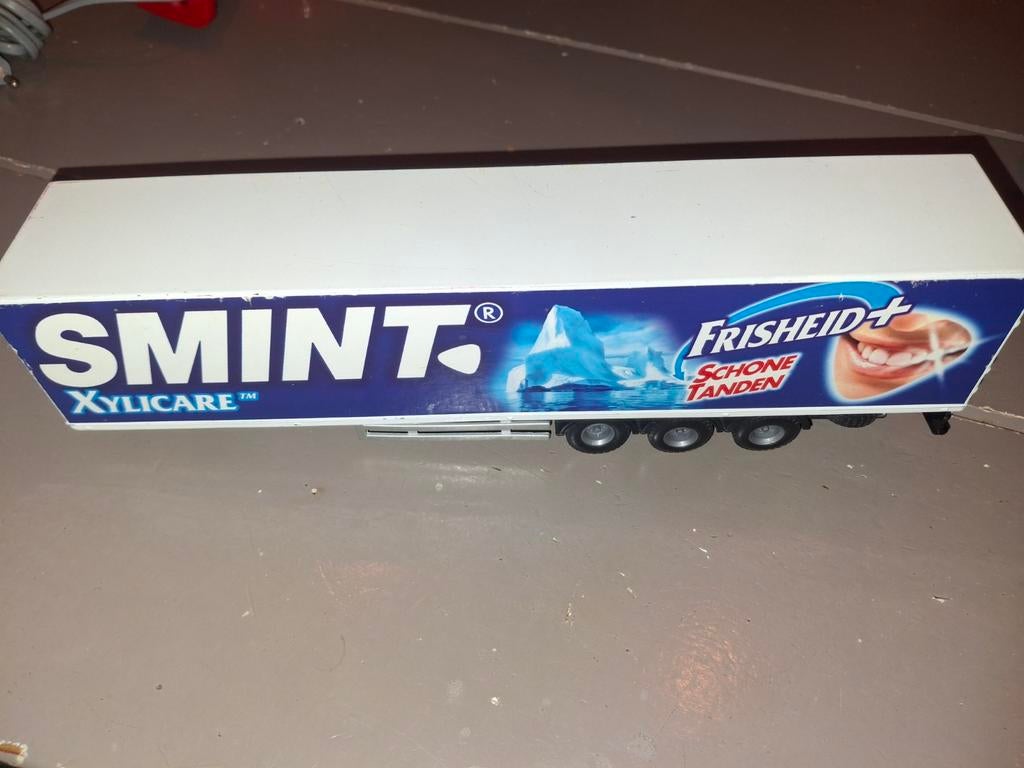 SMINT®
XYLICARE™
FRISHEID+
SCHONE
TANDEN